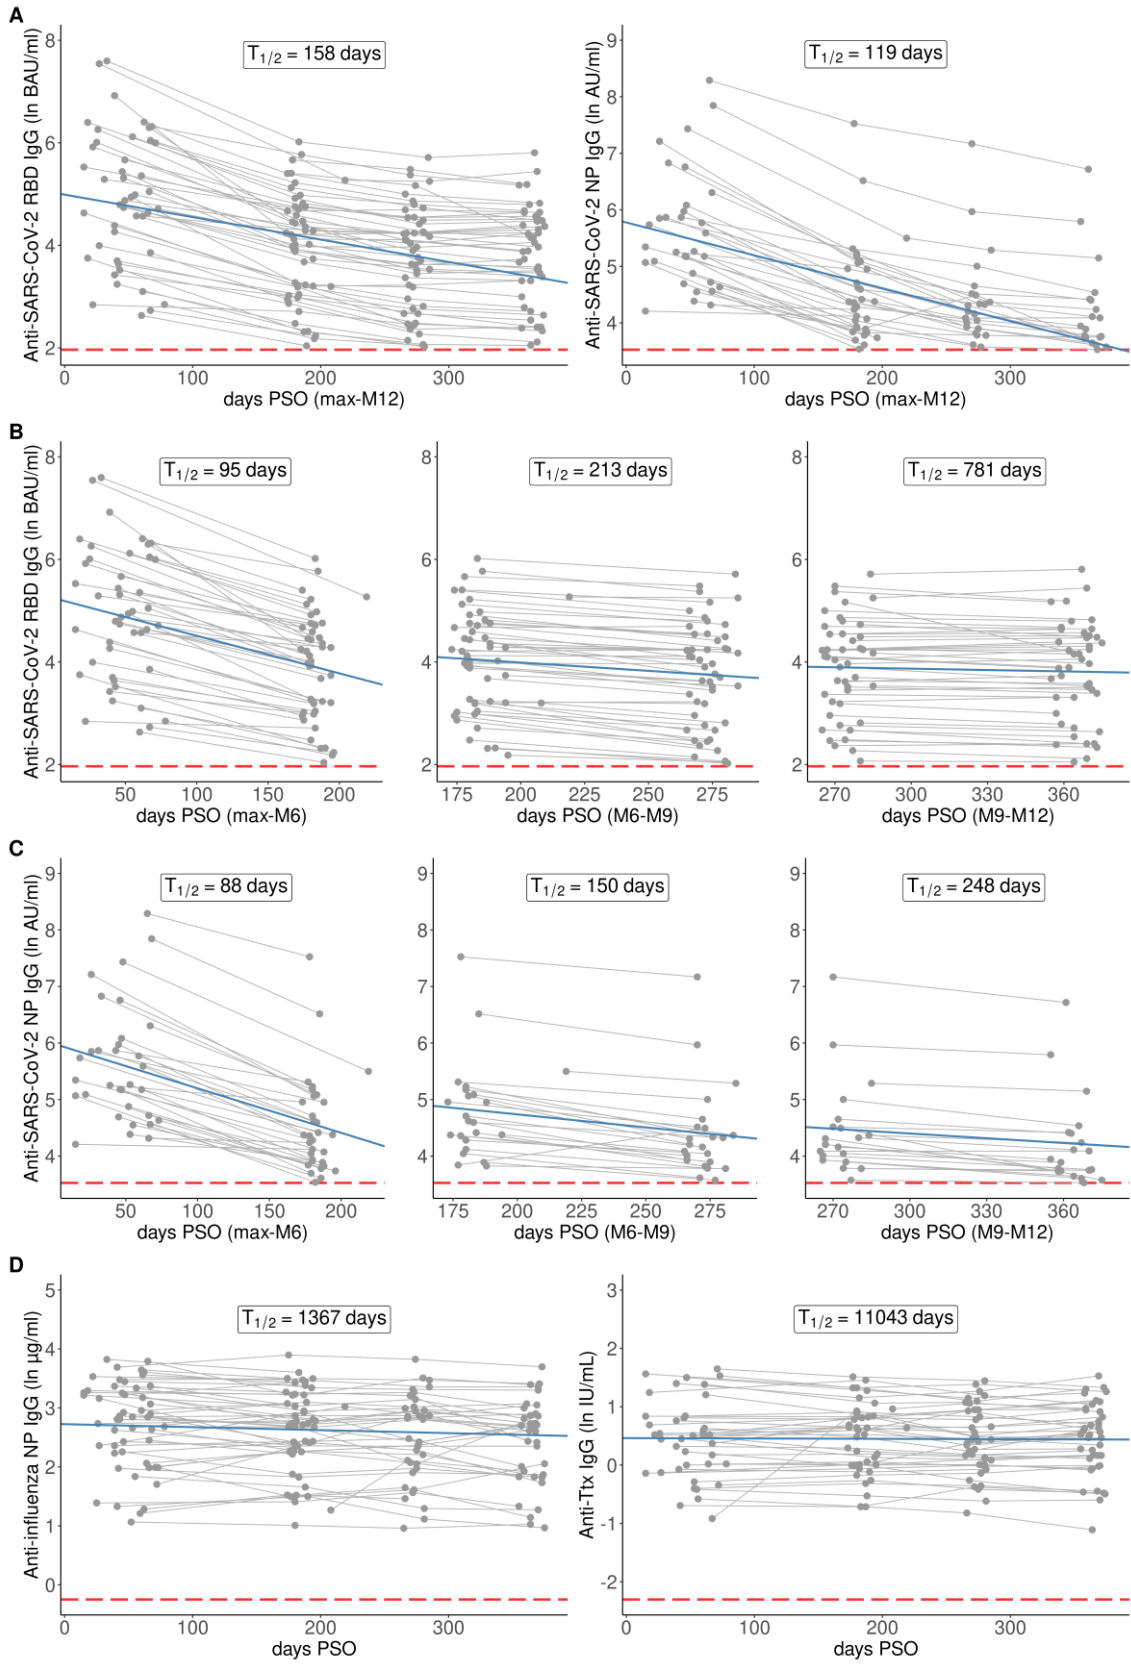 A
Anti-SARS-CoV-2 RBD IgG (ln BAU/ml)
8
6
4
2
T1/2 = 158 days
0 100 200 300
days PSO (max-M12)
Anti-SARS-CoV-2 NP IgG (ln AU/ml)
9
8
7
6
5
4
T1/2 = 119 days
0 100 200 300
days PSO (max-M12)
B
Anti-SARS-CoV-2 RBD IgG (ln BAU/ml)
8
6
4
2
T1/2 = 95 days
50 100 150 200
days PSO (max-M6)
8
6
4
2
T1/2 = 213 days
175 200 225 250 275
days PSO (M6-M9)
8
6
4
2
T1/2 = 781 days
270 300 330 360
days PSO (M9-M12)
C
Anti-SARS-CoV-2 NP IgG (ln AU/ml)
9
8
7
6
5
4
T1/2 = 88 days
50 100 150 200
days PSO (max-M6)
9
8
7
6
5
4
T1/2 = 150 days
175 200 225 250 275
days PSO (M6-M9)
9
8
7
6
5
4
T1/2 = 248 days
270 300 330 360
days PSO (M9-M12)
D
Anti-influenza NP IgG (ln µg/ml)
5
4
3
2
1
0
T1/2 = 1367 days
0 100 200 300
days PSO
Anti-Ttx IgG (ln IU/mL)
3
2
1
0
-1
-2
T1/2 = 11043 days
0 100 200 300
days PSO